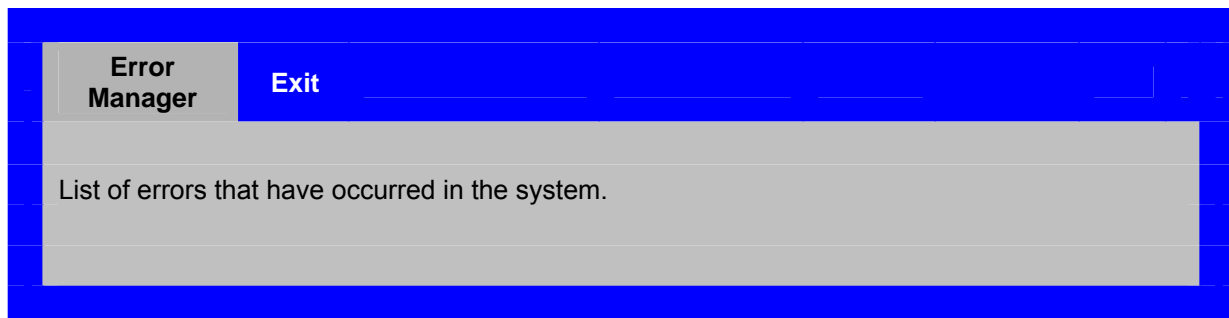 Error
Manager
Exit
List of errors that have occurred in the system.